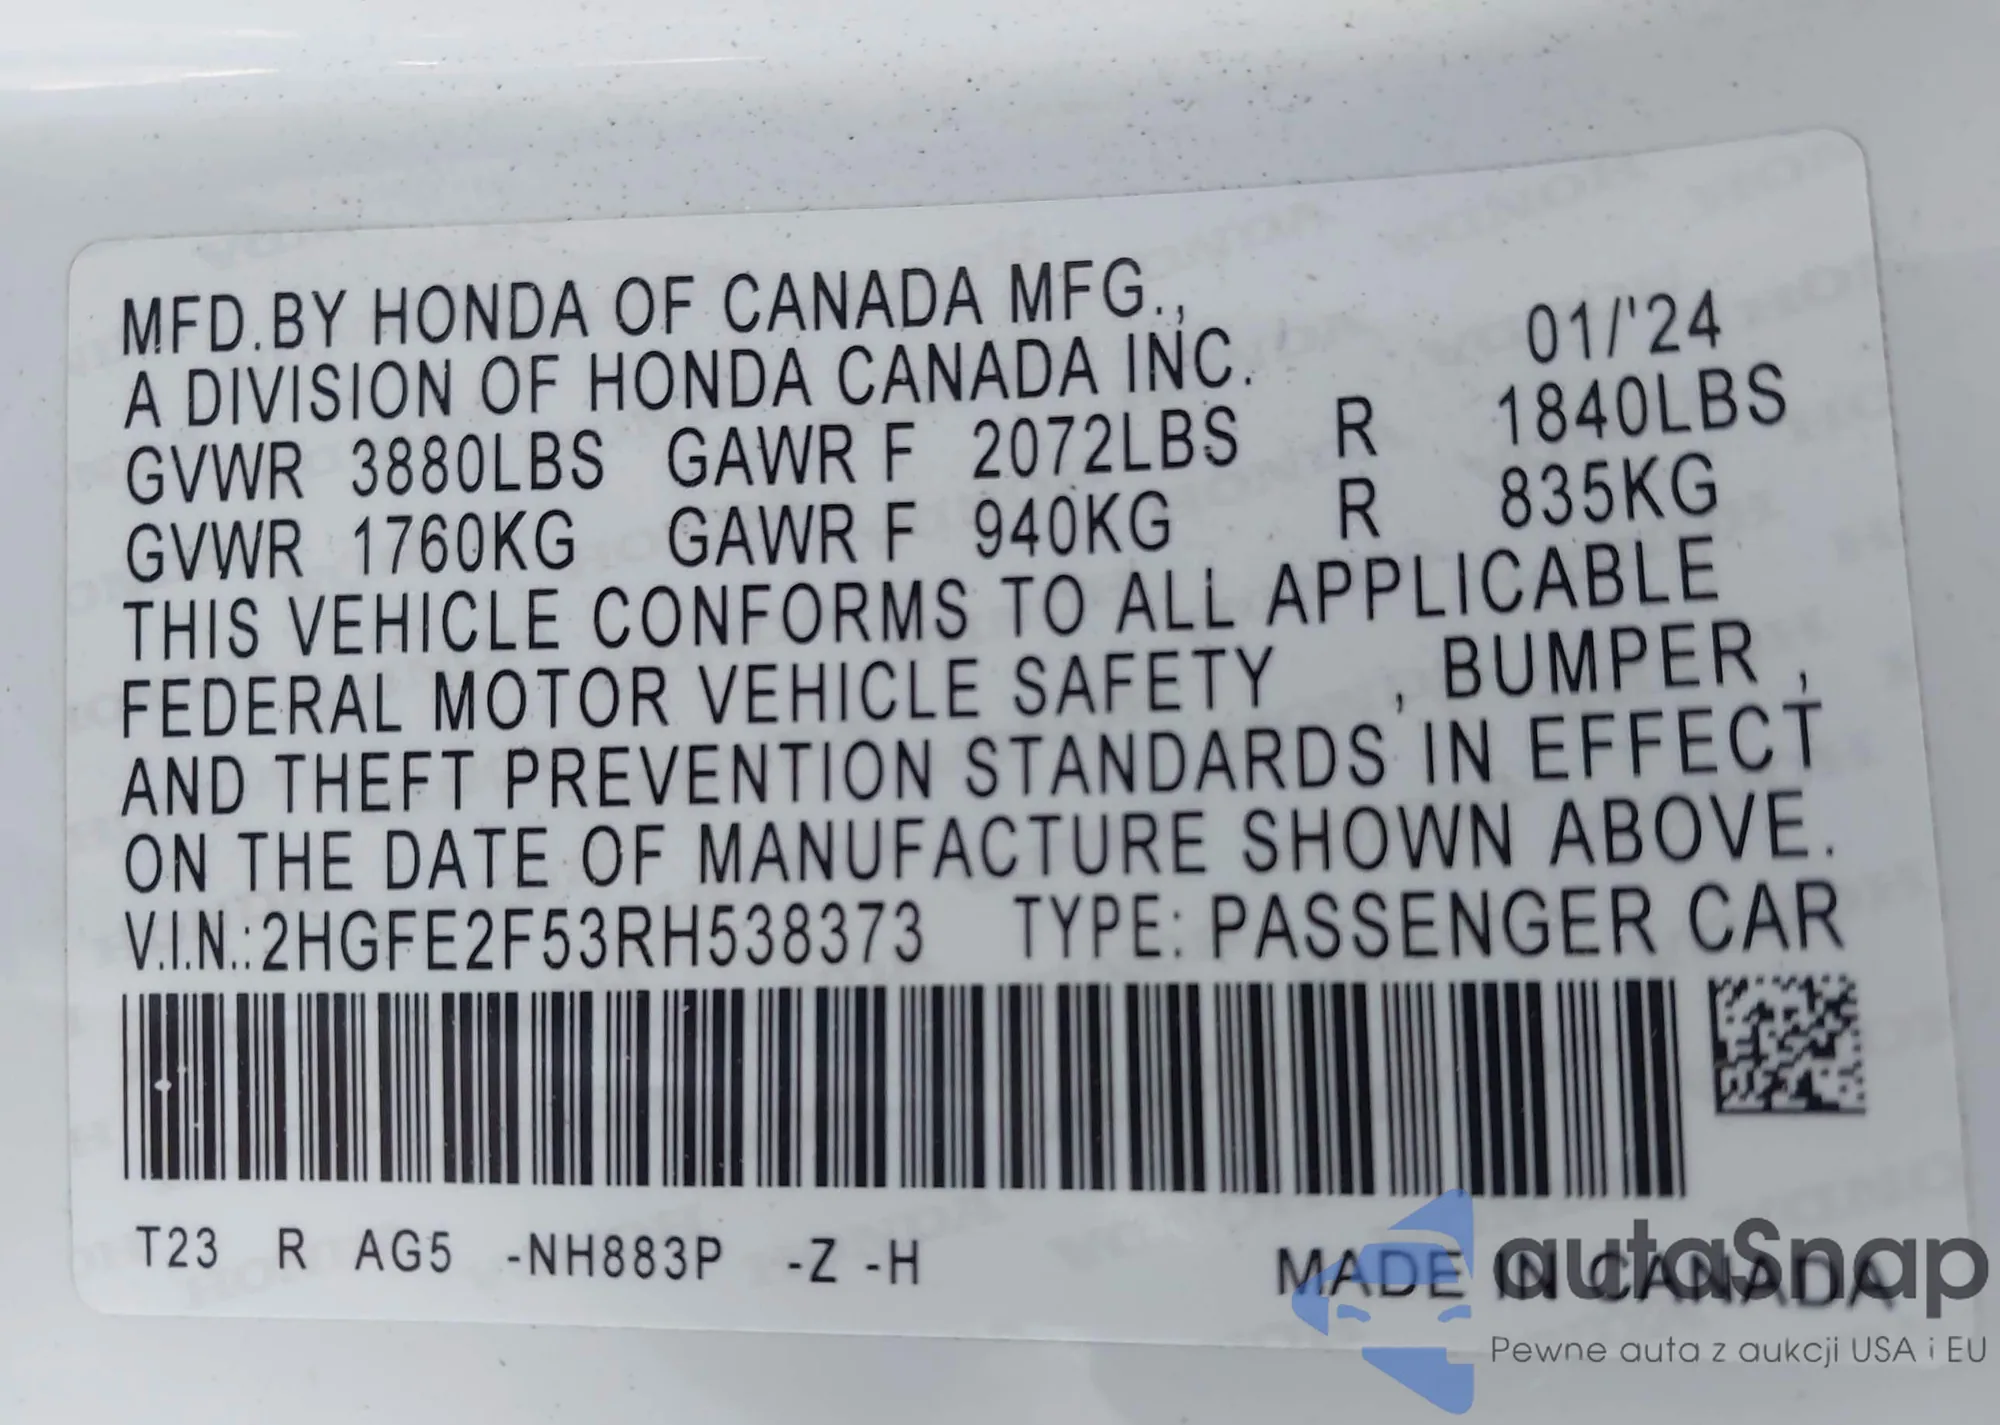 MFD.BY HONDA OF CANADA MFG.,
A DIVISION OF HONDA CANADA INC. 01/'24
GVWR 3880LBS GAWR F 2072LBS R 1840LBS
GVWR 1760KG GAWR F 940KG R 835KG
THIS VEHICLE CONFORMS TO ALL APPLICABLE
FEDERAL MOTOR VEHICLE SAFETY , BUMPER ,
AND THEFT PREVENTION STANDARDS IN EFFECT
ON THE DATE OF MANUFACTURE SHOWN ABOVE.
V.I.N.:2HGFE2F53RH538373 TYPE: PASSENGER CAR
T23 R AG5 -NH883P -Z -H
MADE IN CANADA
autaSnap
Pewne auta z aukcji USA i EU